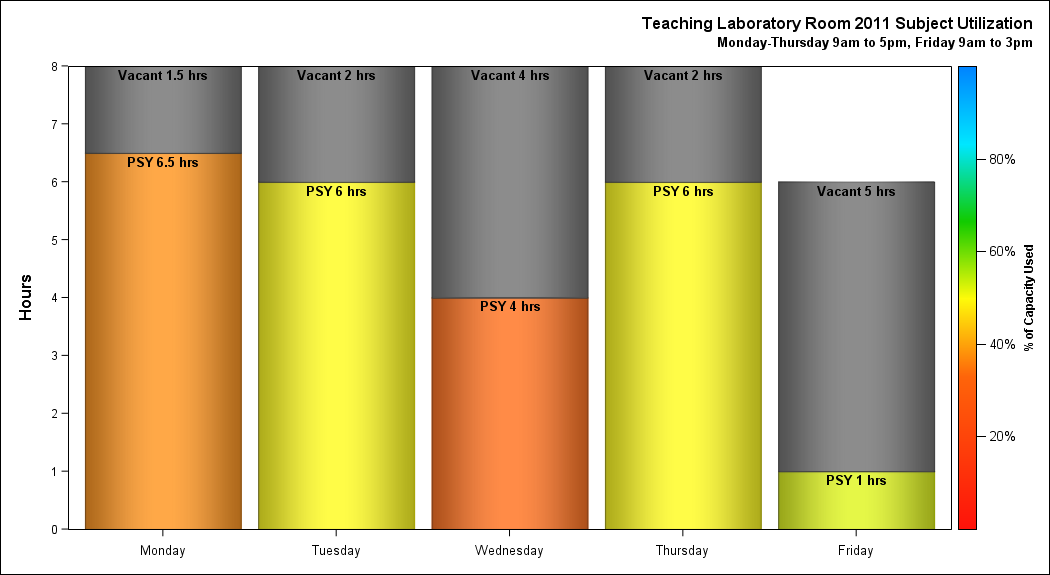 Teaching Laboratory Room 2011 Subject Utilization
Monday-Thursday 9am to 5pm, Friday 9am to 3pm
Hours
8
7
6
5
4
3
2
1
0
Vacant 1.5 hrs
PSY 6.5 hrs
Vacant 2 hrs
PSY 6 hrs
Vacant 4 hrs
PSY 4 hrs
Vacant 2 hrs
PSY 6 hrs
Vacant 5 hrs
PSY 1 hrs
Monday
Tuesday
Wednesday
Thursday
Friday
80%
60%
40%
20%
% of Capacity Used